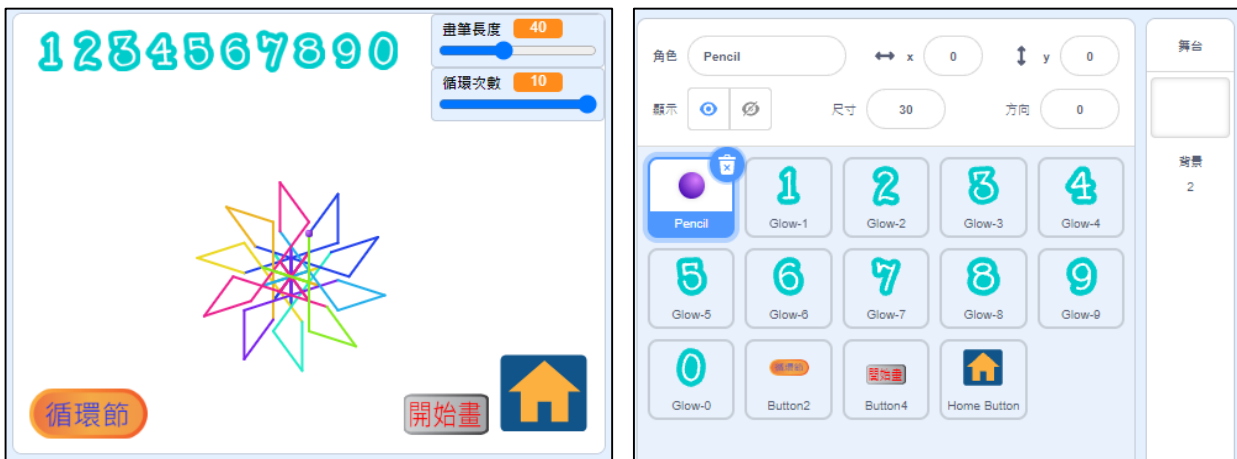 1234567890
畫筆長度 40
循環次數 10
循環節
開始畫
角色 Pencil x 0 y 0
顯示 尺寸 30 方向 0
舞台
背景
2
Pencil
1 Glow-1
2 Glow-2
3 Glow-3
4 Glow-4
5 Glow-5
6 Glow-6
7 Glow-7
8 Glow-8
9 Glow-9
0 Glow-0
循環節 Button2
開始畫 Button4
Home Button